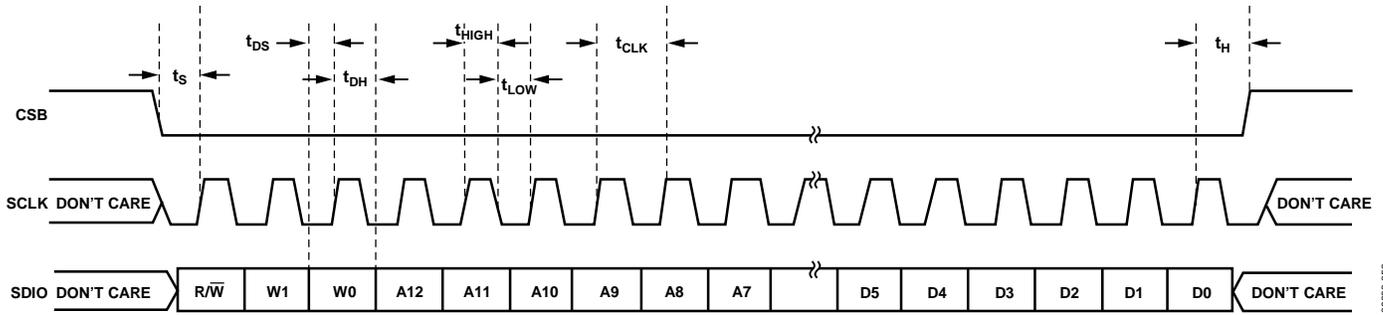 tDS
tHIGH
tCLK
tH
tS
tDH
tLOW
CSB
SCLK DON'T CARE
DON'T CARE
SDIO DON'T CARE R/W̅ W1 W0 A12 A11 A10 A9 A8 A7 D5 D4 D3 D2 D1 D0 DON'T CARE